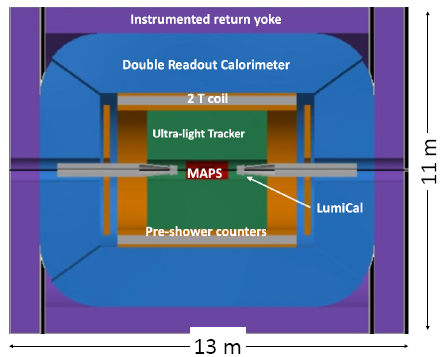 Instrumented return yoke
Double Readout Calorimeter
2 T coil
Ultra-light Tracker
MAPS
LumiCal
Pre-shower counters
11 m
13 m